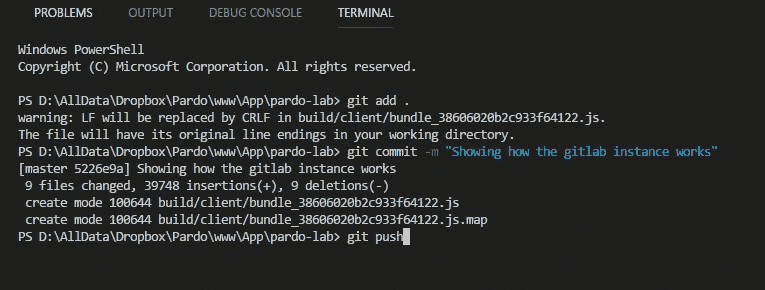 PROBLEMS OUTPUT DEBUG CONSOLE TERMINAL
Windows PowerShell
Copyright (C) Microsoft Corporation. All rights reserved.
PS D:\AllData\Dropbox\Pardo\www\App\pardo-lab> git add .
warning: LF will be replaced by CRLF in build/client/bundle_38606020b2c933f64122.js.
The file will have its original line endings in your working directory.
PS D:\AllData\Dropbox\Pardo\www\App\pardo-lab> git commit -m "Showing how the gitlab instance works"
[master 5226e9a] Showing how the gitlab instance works
 9 files changed, 39748 insertions(+), 9 deletions(-)
 create mode 100644 build/client/bundle_38606020b2c933f64122.js
 create mode 100644 build/client/bundle_38606020b2c933f64122.js.map
PS D:\AllData\Dropbox\Pardo\www\App\pardo-lab> git push